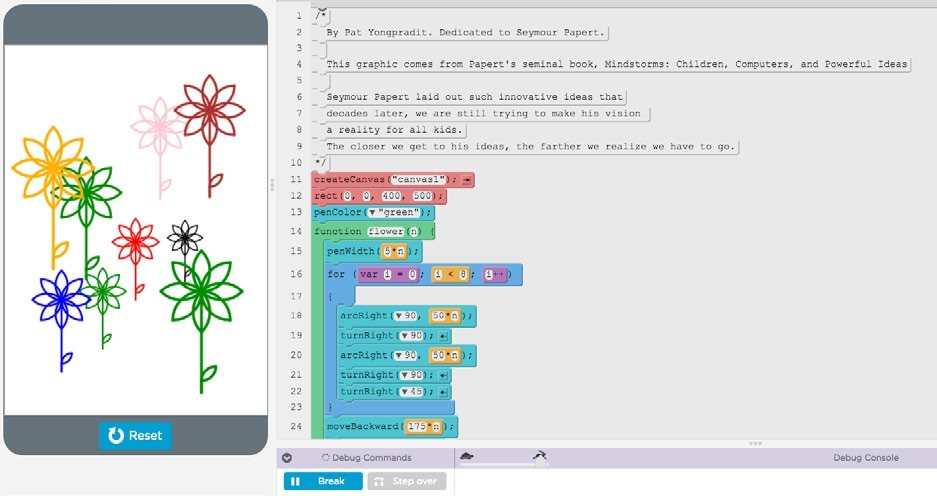 1 /*
2 By Pat Yongpradit. Dedicated to Seymour Papert.
3
4 This graphic comes from Papert's seminal book, Mindstorms: Children, Computers, and Powerful Ideas
5
6 Seymour Papert laid out such innovative ideas that
7 decades later, we are still trying to make his vision
8 a reality for all kids.
9 The closer we get to his ideas, the farther we realize we have to go.
10 */
11 createCanvas("canvas1");
12 rect(0, 0, 400, 500);
13 penColor(▼"green");
14 function flower(n) {
15 penWidth(5*n);
16 for (var i = 0; i < 8; i++)
17 {
18 arcRight(▼90, 50*n);
19 turnRight(▼90);
20 arcRight(▼90, 50*n);
21 turnRight(▼90);
22 turnRight(▼45);
23 }
24 moveBackward(175*n);
Reset
Debug Commands
Debug Console
Break
Step over